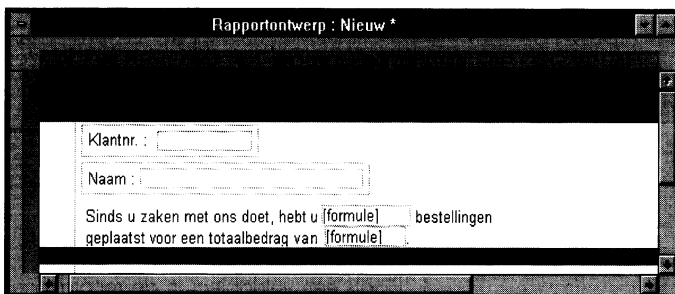 Rapportontwerp : Nieuw *
Klantnr. :
Naam :
Sinds u zaken met ons doet, hebt u [formule] bestellingen
geplaatst voor een totaalbedrag van [formule].